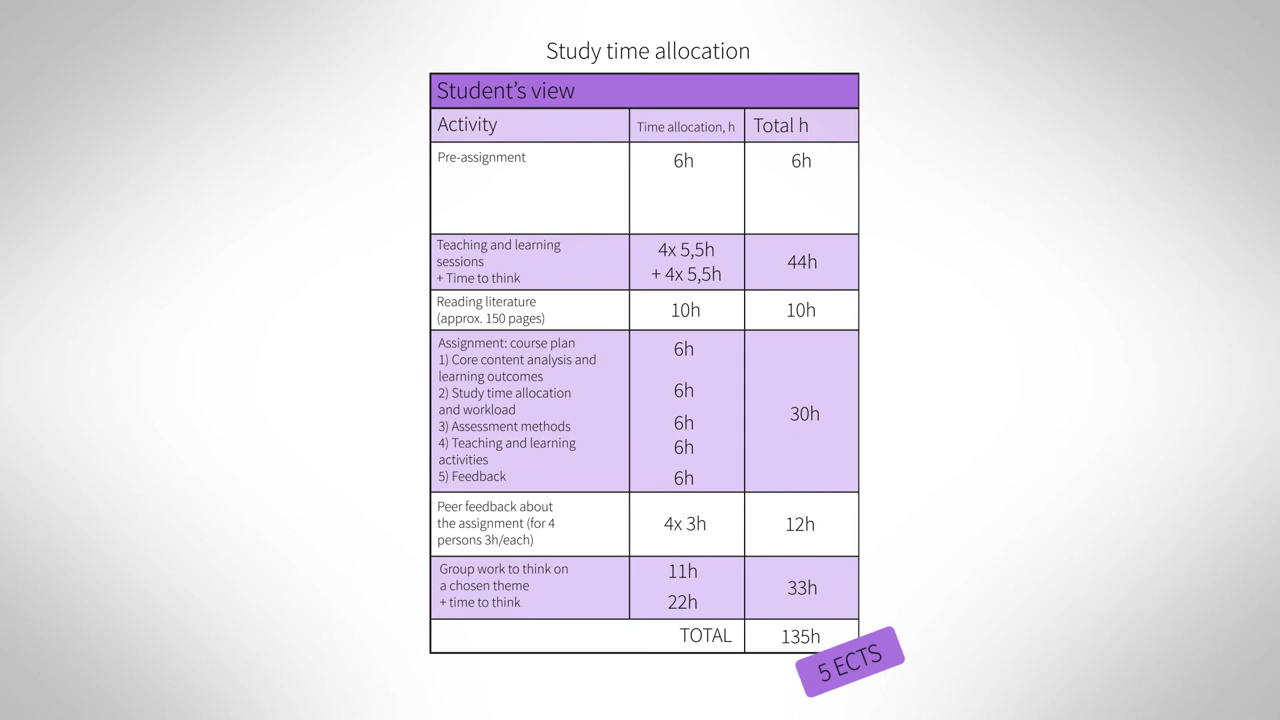 Study time allocation
Student’s view
Activity
Time allocation, h
Total h
Pre-assignment
6h
6h
Teaching and learning
sessions
+ Time to think
4x 5,5h
+ 4x 5,5h
44h
Reading literature
(approx. 150 pages)
10h
10h
Assignment: course plan
1) Core content analysis and
learning outcomes
2) Study time allocation
and workload
3) Assessment methods
4) Teaching and learning
activities
5) Feedback
6h
6h
6h
6h
6h
30h
Peer feedback about
the assignment (for 4
persons 3h/each)
4x 3h
12h
Group work to think on
a chosen theme
+ time to think
11h
22h
33h
TOTAL
135h
5 ECTS